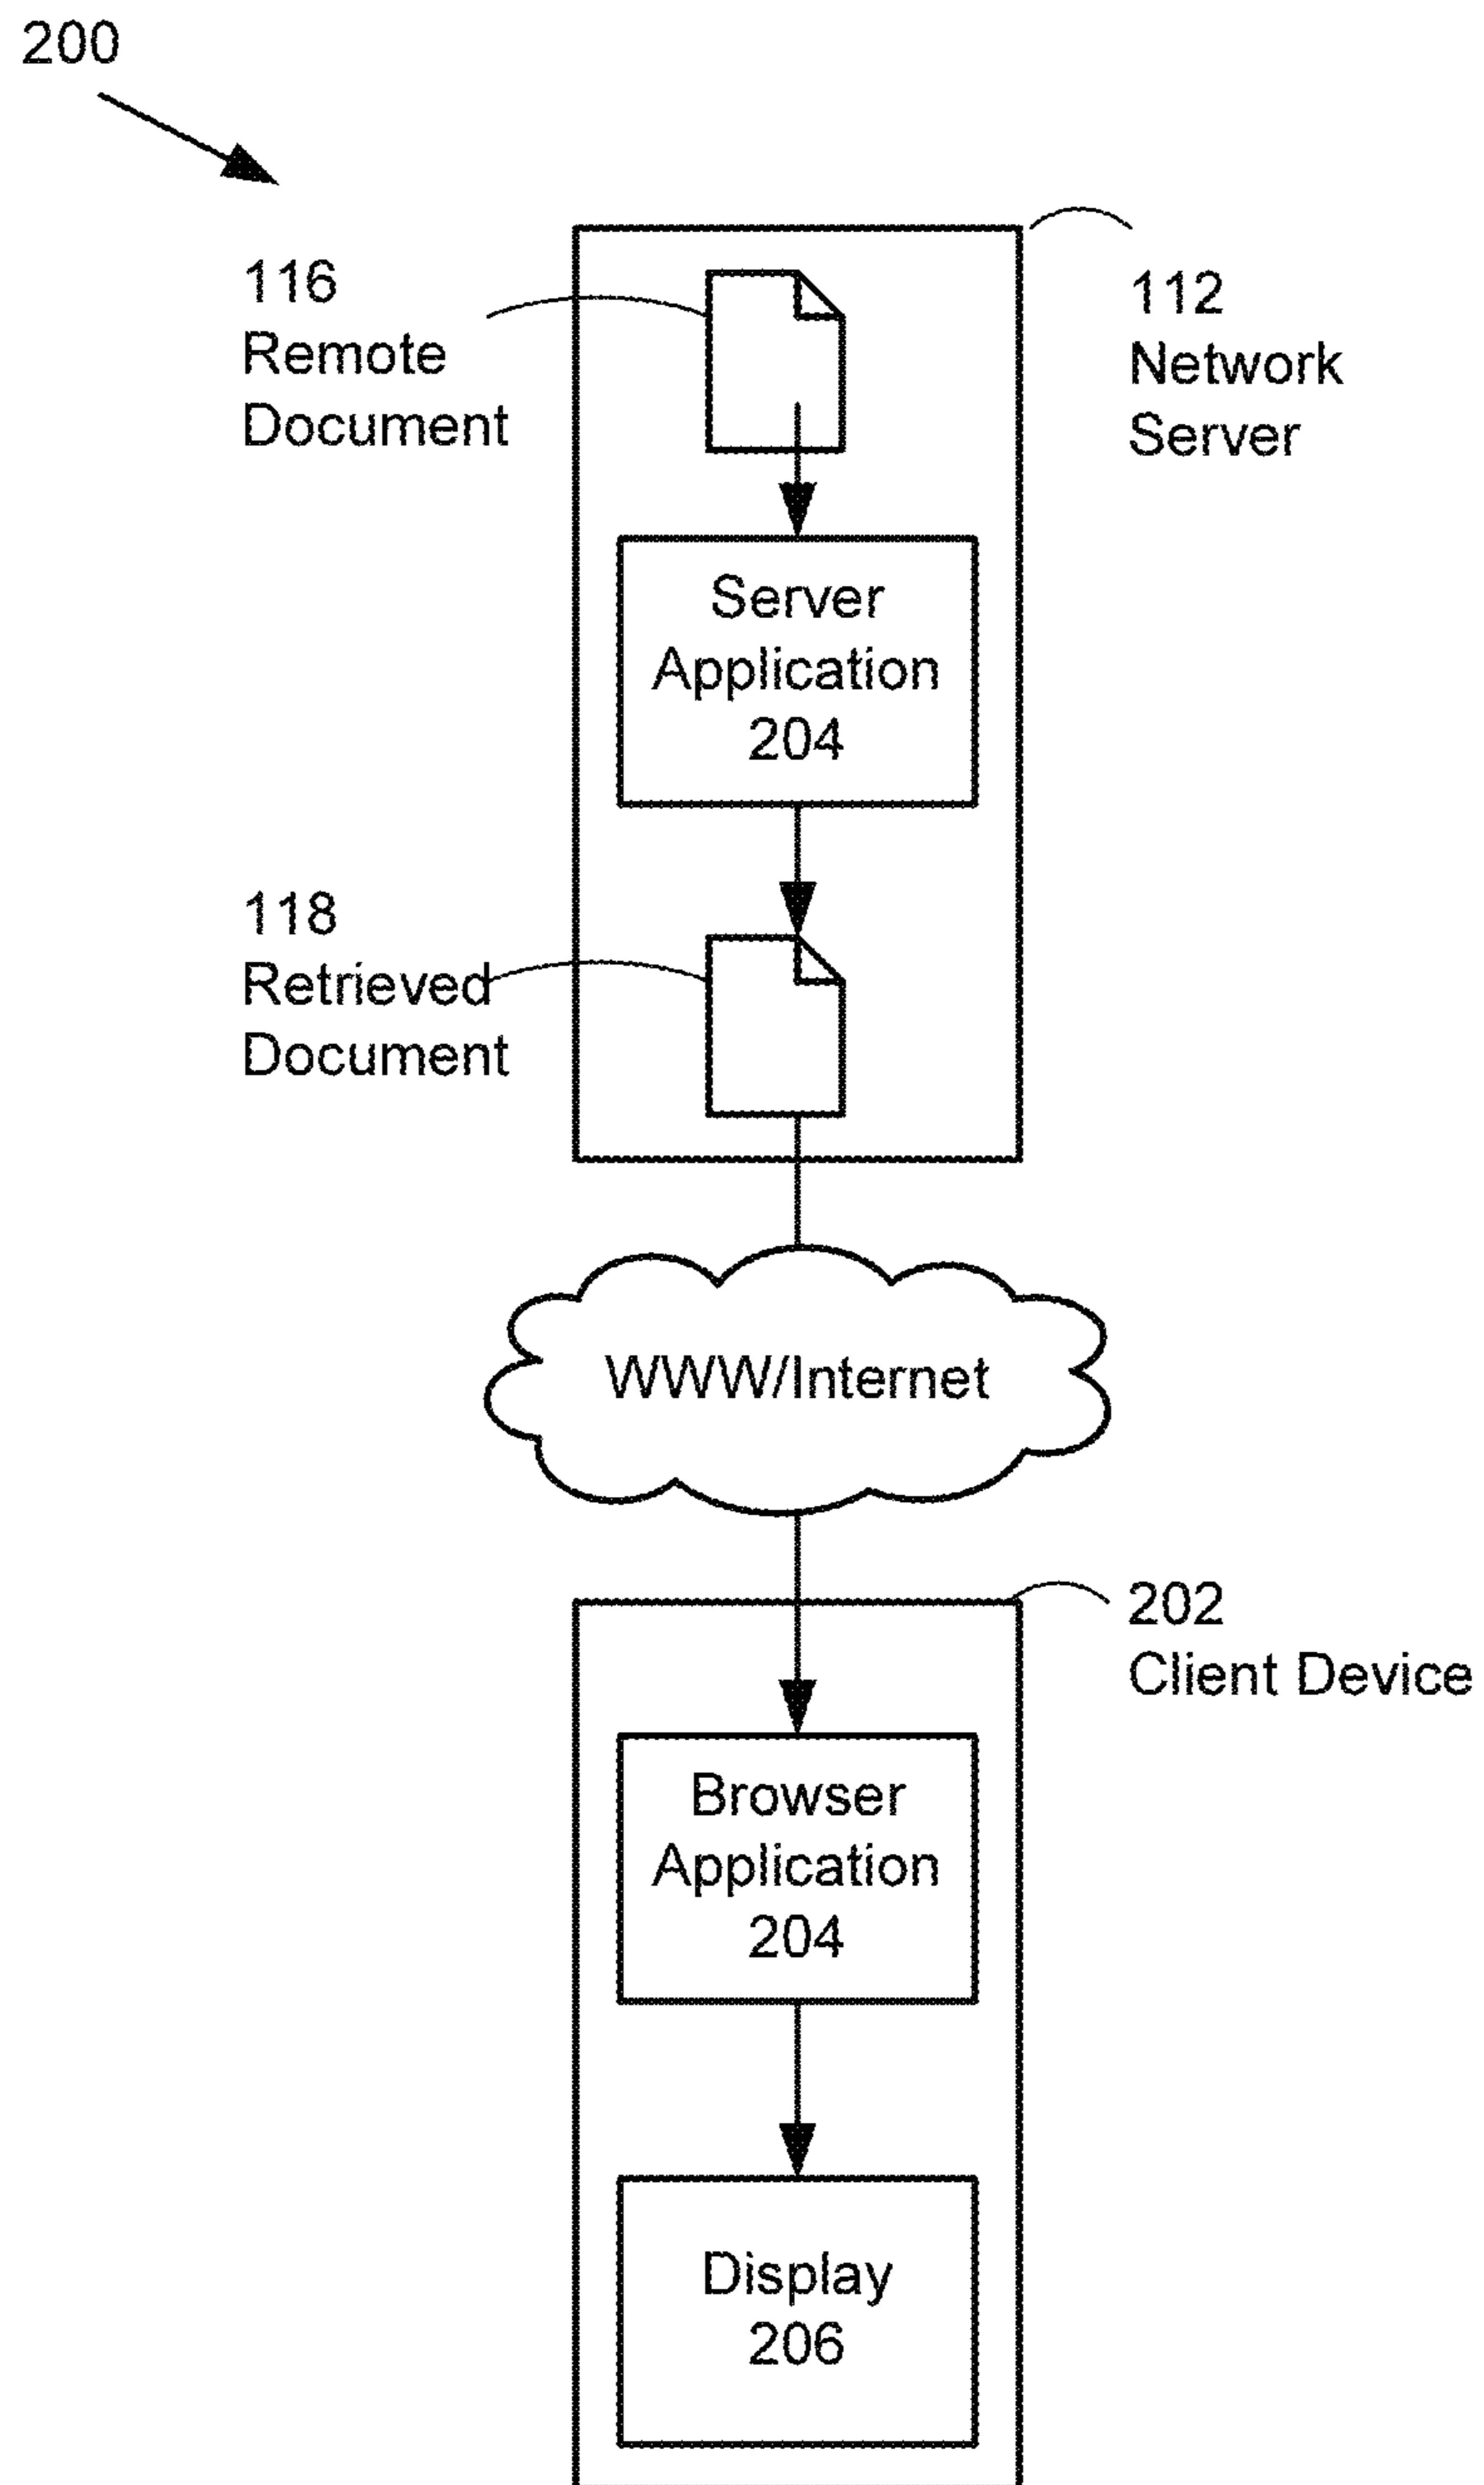 200
116
Remote
Document
112
Network
Server
Server
Application
204
118
Retrieved
Document
WWW/Internet
202
Client Device
Browser
Application
204
Display
206